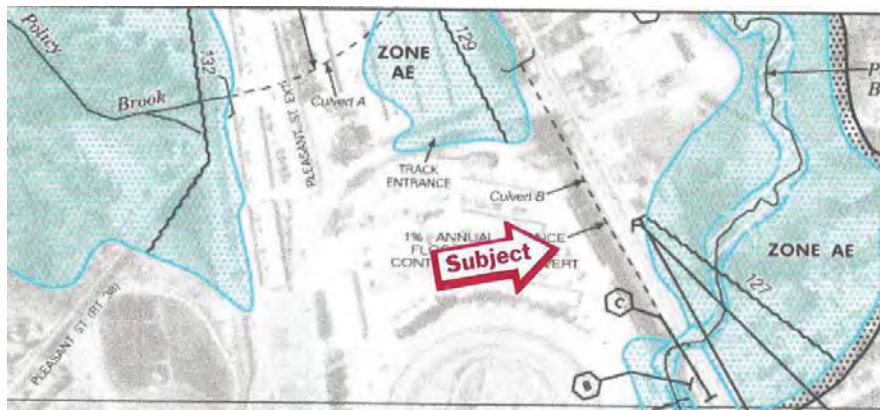 Policy
Brook
132
PLEASANT ST EXT
Culvert A
ZONE
AE
129
TRACK
ENTRANCE
Culvert B
1% ANNUAL
Subject
ZONE AE
127
C
B
PLEASANT ST (RT 38)
P
B